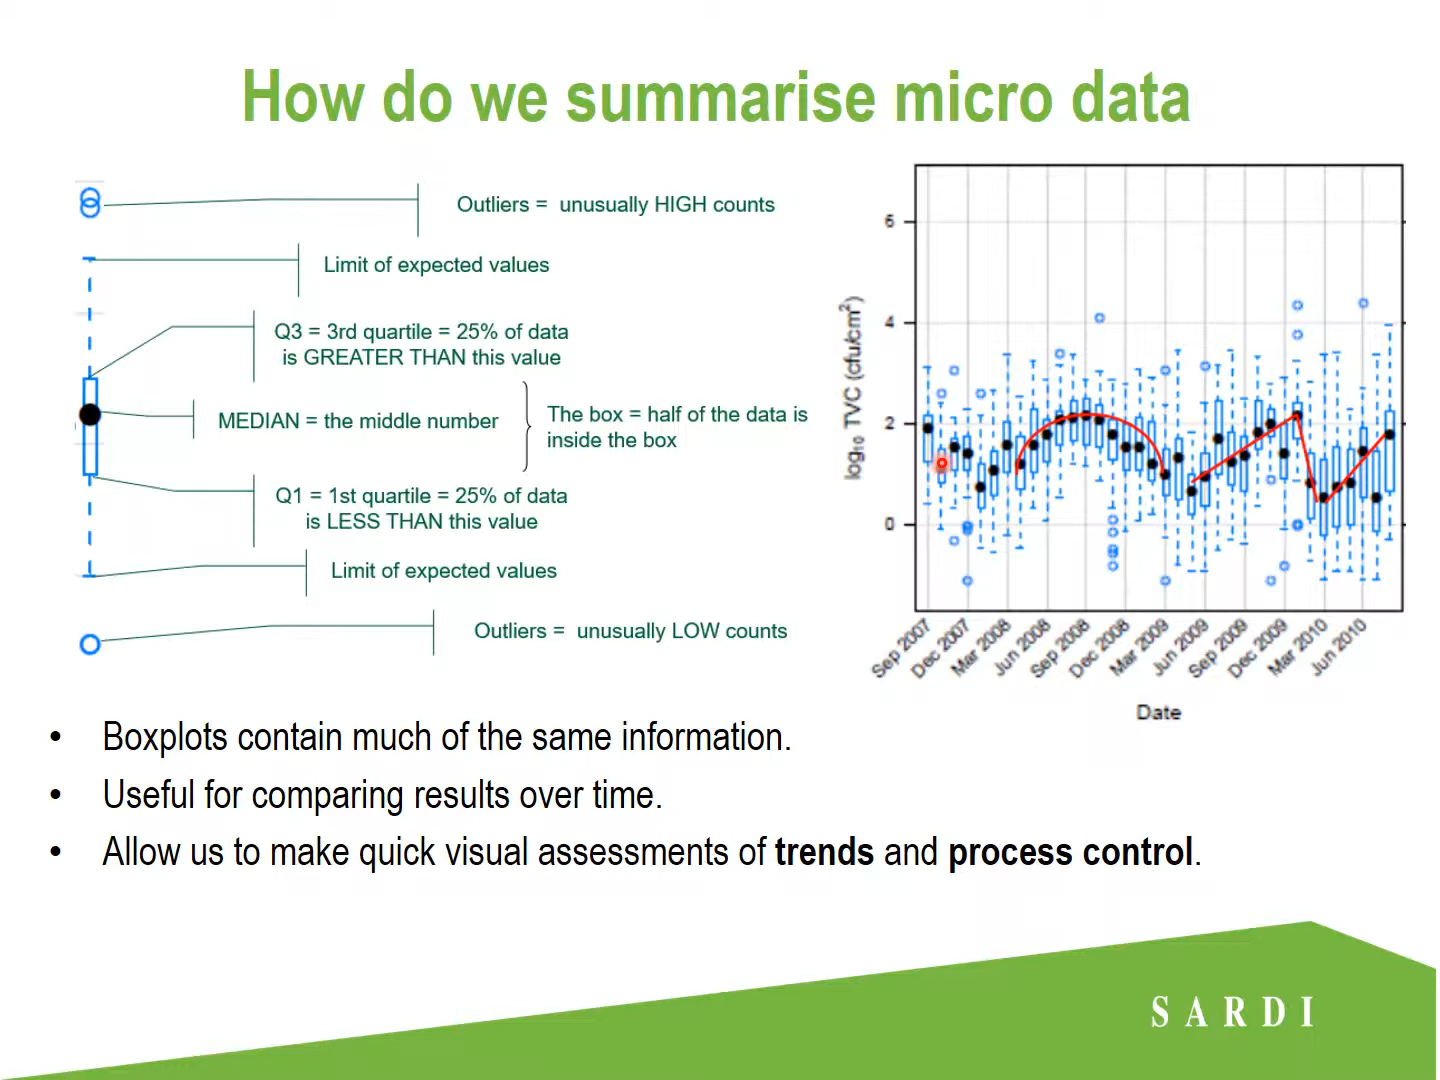 How do we summarise micro data
Outliers = unusually HIGH counts
Limit of expected values
Q3 = 3rd quartile = 25% of data
is GREATER THAN this value
MEDIAN = the middle number
The box = half of the data is
inside the box
Q1 = 1st quartile = 25% of data
is LESS THAN this value
Limit of expected values
Outliers = unusually LOW counts
log₁₀ TVC (cfu/cm²)
6
4
2
0
Sep 2007
Dec 2007
Mar 2008
Jun 2008
Sep 2008
Dec 2008
Mar 2009
Jun 2009
Sep 2009
Dec 2009
Mar 2010
Jun 2010
Date
• Boxplots contain much of the same information.
• Useful for comparing results over time.
• Allow us to make quick visual assessments of trends and process control.
SARDI